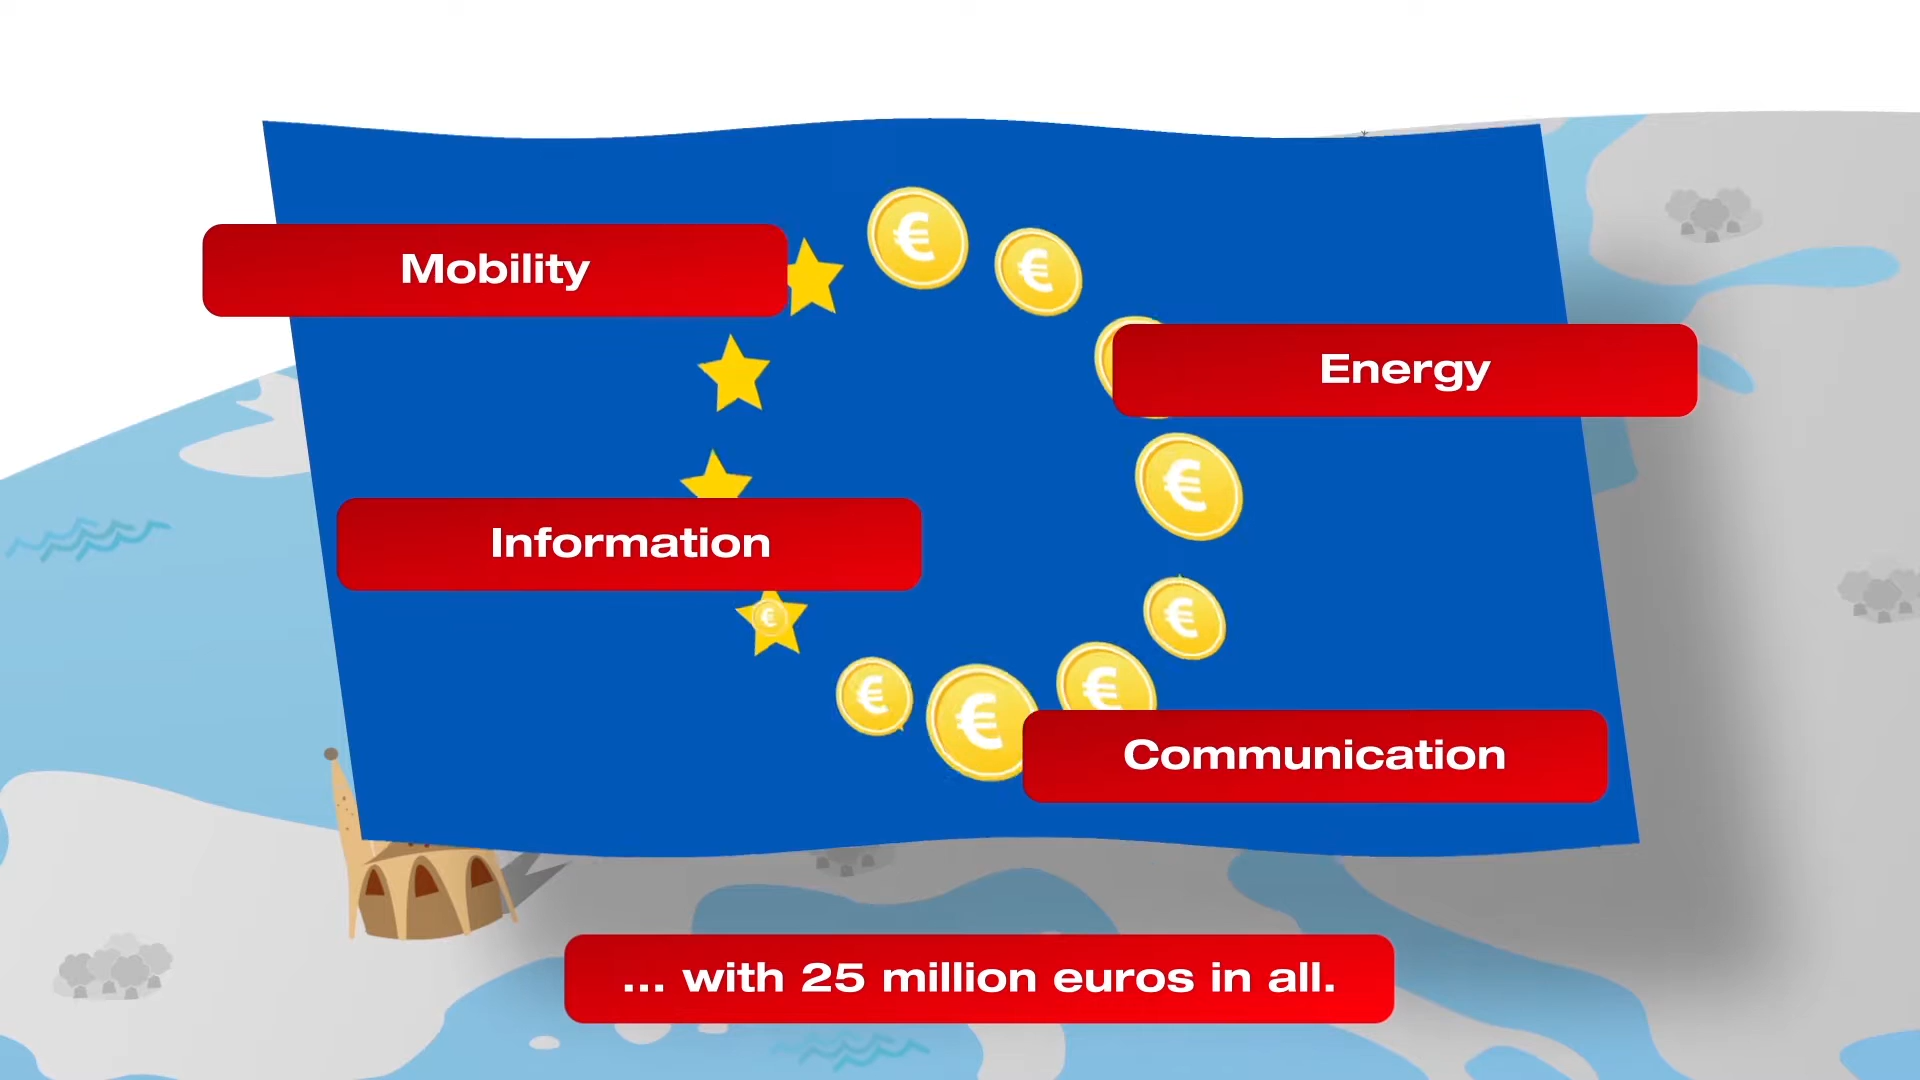 €
€
Mobility
Energy
€
Information
€
€
€
€
€
Communication
... with 25 million euros in all.